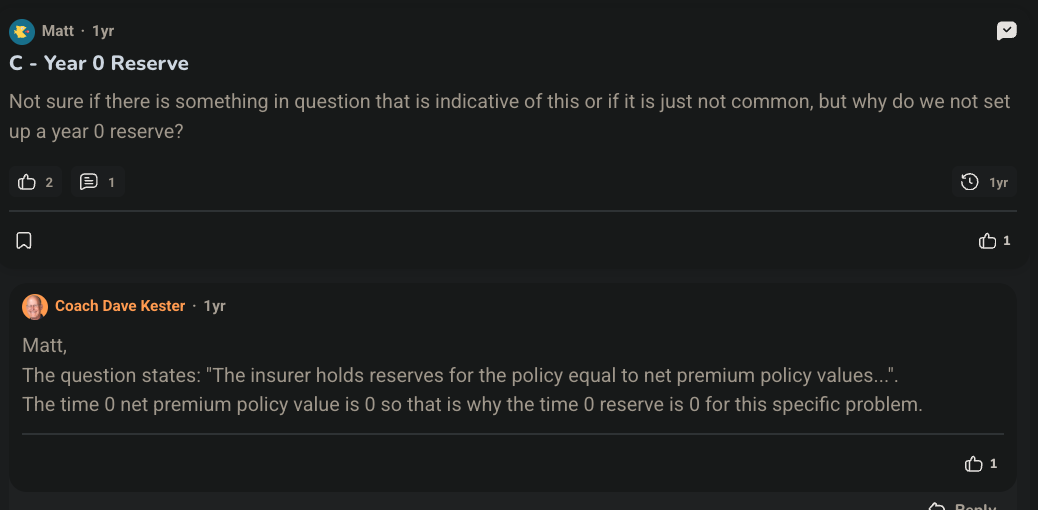 Matt · 1yr
C - Year 0 Reserve
Not sure if there is something in question that is indicative of this or if it is just not common, but why do we not set
up a year 0 reserve?
2 1 1yr
1
Coach Dave Kester · 1yr
Matt,
The question states: "The insurer holds reserves for the policy equal to net premium policy values...".
The time 0 net premium policy value is 0 so that is why the time 0 reserve is 0 for this specific problem.
1
Reply